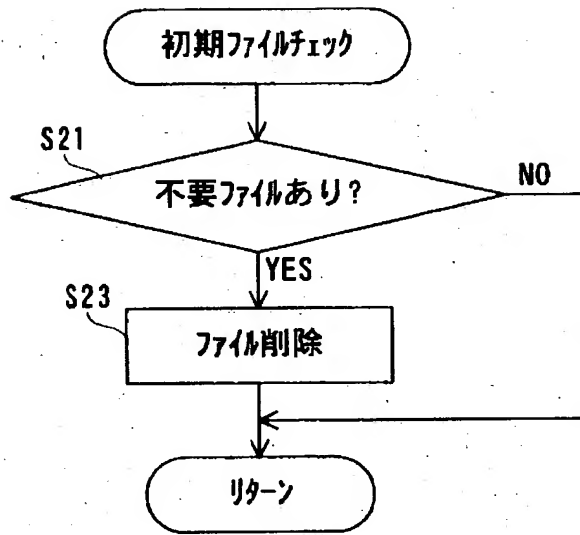 初期ファイルチェック
S21
不要ファイルあり?
NO
YES
S23
ファイル削除
リターン